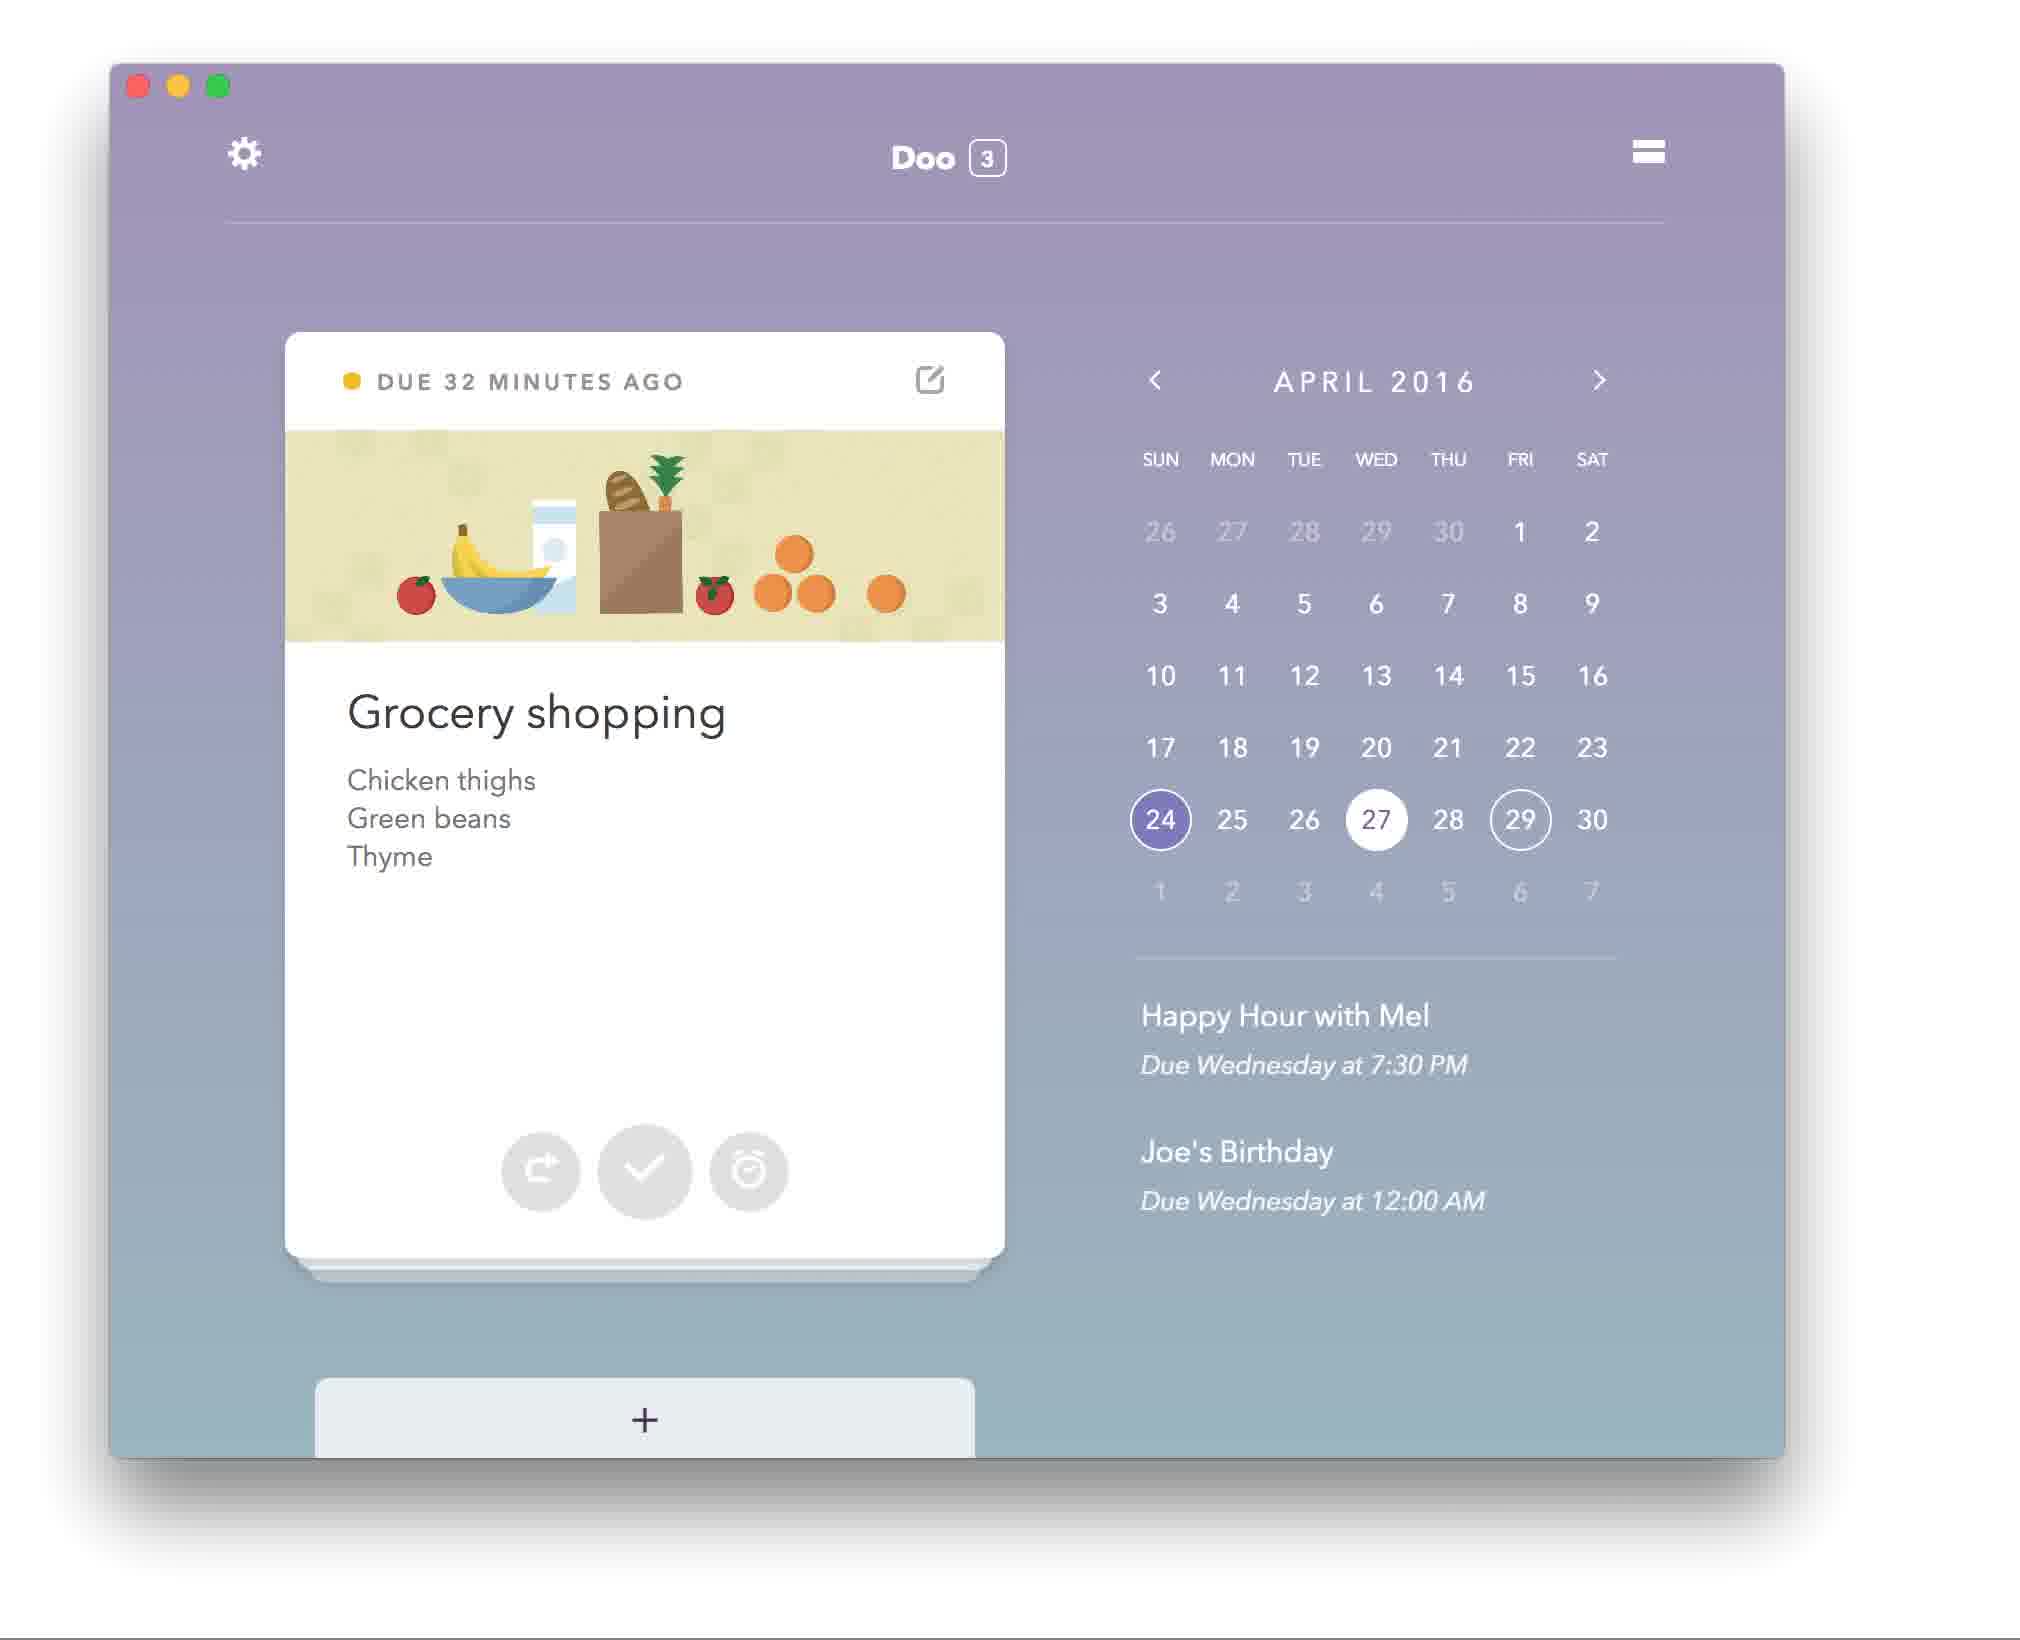 Doo 3
DUE 32 MINUTES AGO
Grocery shopping
Chicken thighs
Green beans
Thyme
APRIL 2016
SUN MON TUE WED THU FRI SAT
26 27 28 29 30 1 2
3 4 5 6 7 8 9
10 11 12 13 14 15 16
17 18 19 20 21 22 23
24 25 26 27 28 29 30
1 2 3 4 5 6 7
Happy Hour with Mel
Due Wednesday at 7:30 PM
Joe's Birthday
Due Wednesday at 12:00 AM
+